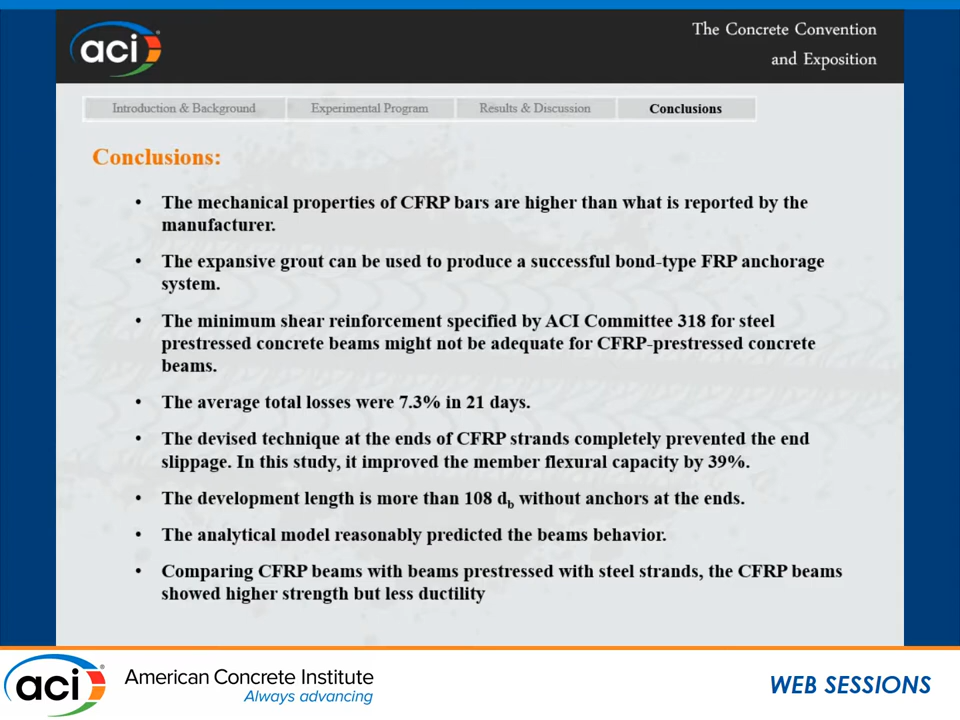 aci
The Concrete Convention
and Exposition
Introduction & Background
Experimental Program
Results & Discussion
Conclusions
Conclusions:
• The mechanical properties of CFRP bars are higher than what is reported by the
manufacturer.
• The expansive grout can be used to produce a successful bond-type FRP anchorage
system.
• The minimum shear reinforcement specified by ACI Committee 318 for steel
prestressed concrete beams might not be adequate for CFRP-prestressed concrete
beams.
• The average total losses were 7.3% in 21 days.
• The devised technique at the ends of CFRP strands completely prevented the end
slippage. In this study, it improved the member flexural capacity by 39%.
• The development length is more than 108 d_b without anchors at the ends.
• The analytical model reasonably predicted the beams behavior.
• Comparing CFRP beams with beams prestressed with steel strands, the CFRP beams
showed higher strength but less ductility
aci ®
American Concrete Institute
Always advancing
WEB SESSIONS